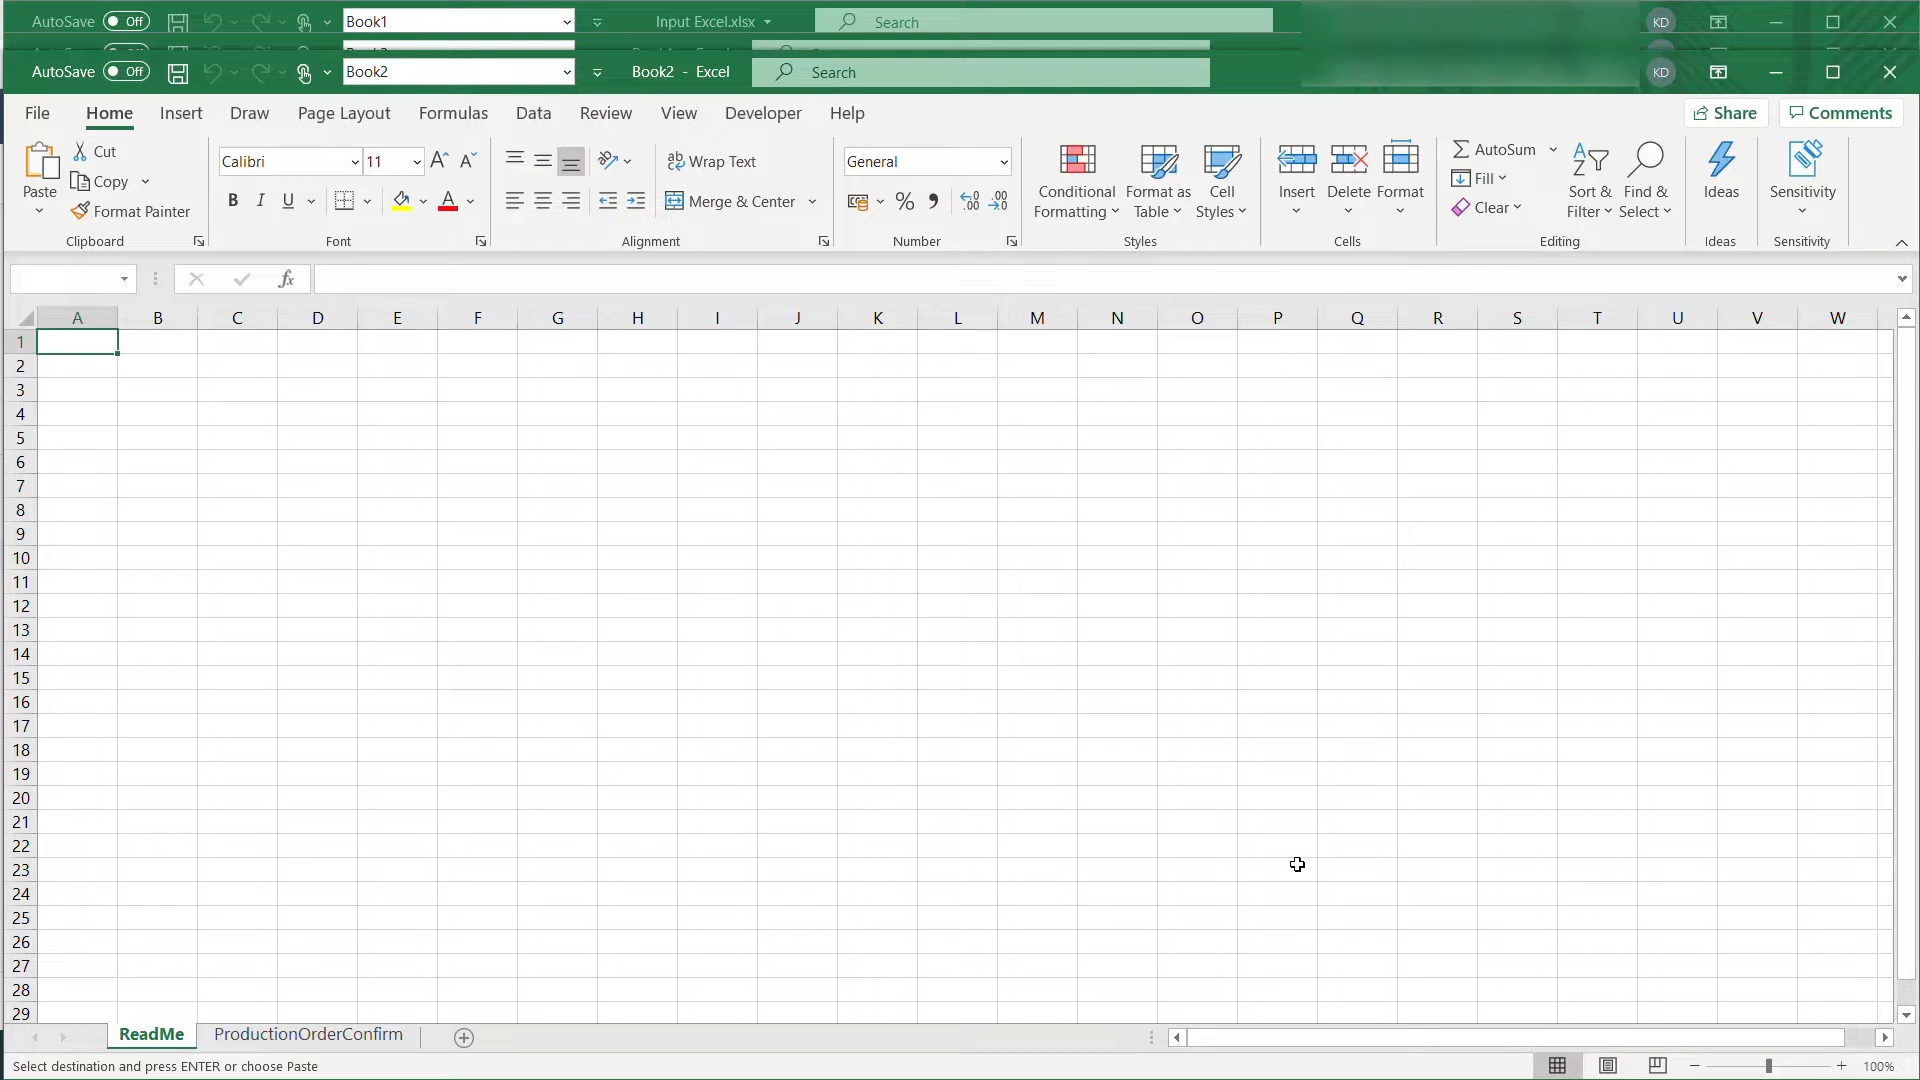 AutoSave Off Book1 Input Excel.xlsx Search KD
AutoSave Off Book2 Book2 - Excel Search KD
File Home Insert Draw Page Layout Formulas Data Review View Developer Help Share Comments
Paste Cut Copy Format Painter
Calibri 11 A A
B I U A
ab Wrap Text
Merge & Center
General
% .00 .00
Conditional Formatting
Format as Table
Cell Styles
Insert Delete Format
AutoSum
Fill
Clear
Sort & Filter
Find & Select
Ideas
Sensitivity
Clipboard Font Alignment Number Styles Cells Editing Ideas Sensitivity
fx
A B C D E F G H I J K L M N O P Q R S T U V W
1
2
3
4
5
6
7
8
9
10
11
12
13
14
15
16
17
18
19
20
21
22
23
24
25
26
27
28
29
ReadMe ProductionOrderConfirm
Select destination and press ENTER or choose Paste 100%